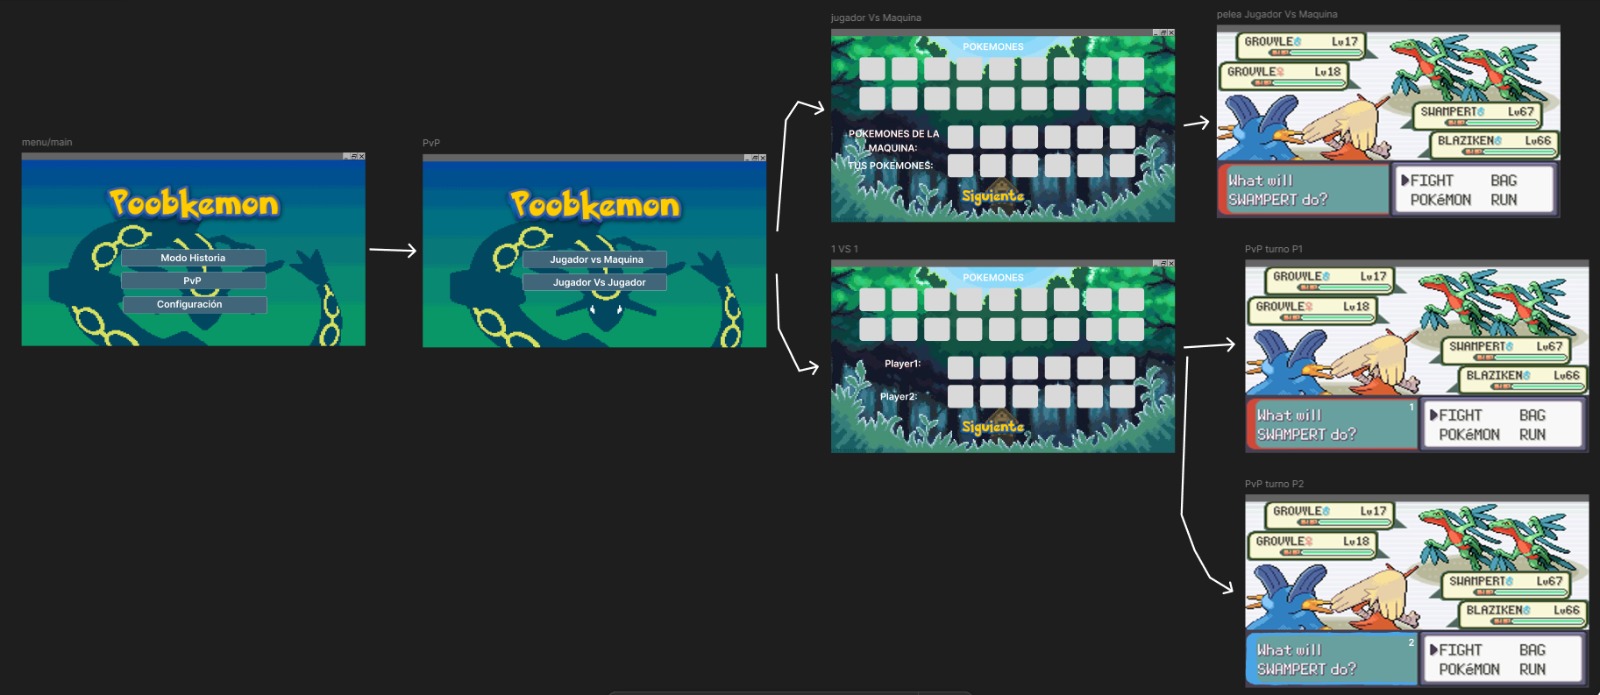 menu/main
Poobkemon
Modo Historia
PvP
Configuración
PvP
Poobkemon
Jugador vs Maquina
Jugador Vs Jugador
jugador Vs Maquina
POKEMONES
POKEMONES DE LA
MAQUINA:
TUS POKEMONES:
Siguiente
1 VS 1
POKEMONES
Player1:
Player2:
Siguiente
pelea Jugador Vs Maquina
GROVYLE♂ Lv17
GROVYLE♀ Lv18
SWAMPERT♂ Lv67
BLAZIKEN♂ Lv66
What will
SWAMPERT do?
▶FIGHT BAG
POKéMON RUN
PvP turno P1
GROVYLE♂ Lv17
GROVYLE♀ Lv18
SWAMPERT♂ Lv67
BLAZIKEN♂ Lv66
1
What will
SWAMPERT do?
▶FIGHT BAG
POKéMON RUN
PvP turno P2
GROVYLE♂ Lv17
GROVYLE♀ Lv18
SWAMPERT♂ Lv67
BLAZIKEN♂ Lv66
2
What will
SWAMPERT do?
▶FIGHT BAG
POKéMON RUN